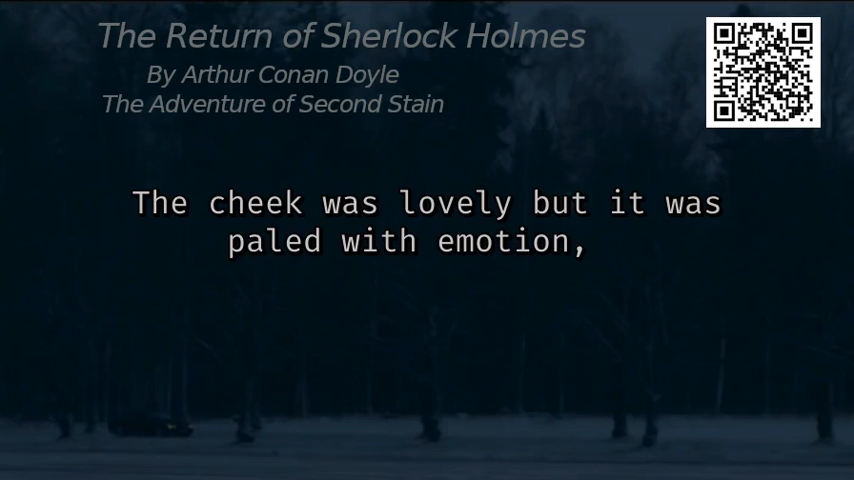 The Return of Sherlock Holmes
By Arthur Conan Doyle
The Adventure of Second Stain
The cheek was lovely but it was
paled with emotion,